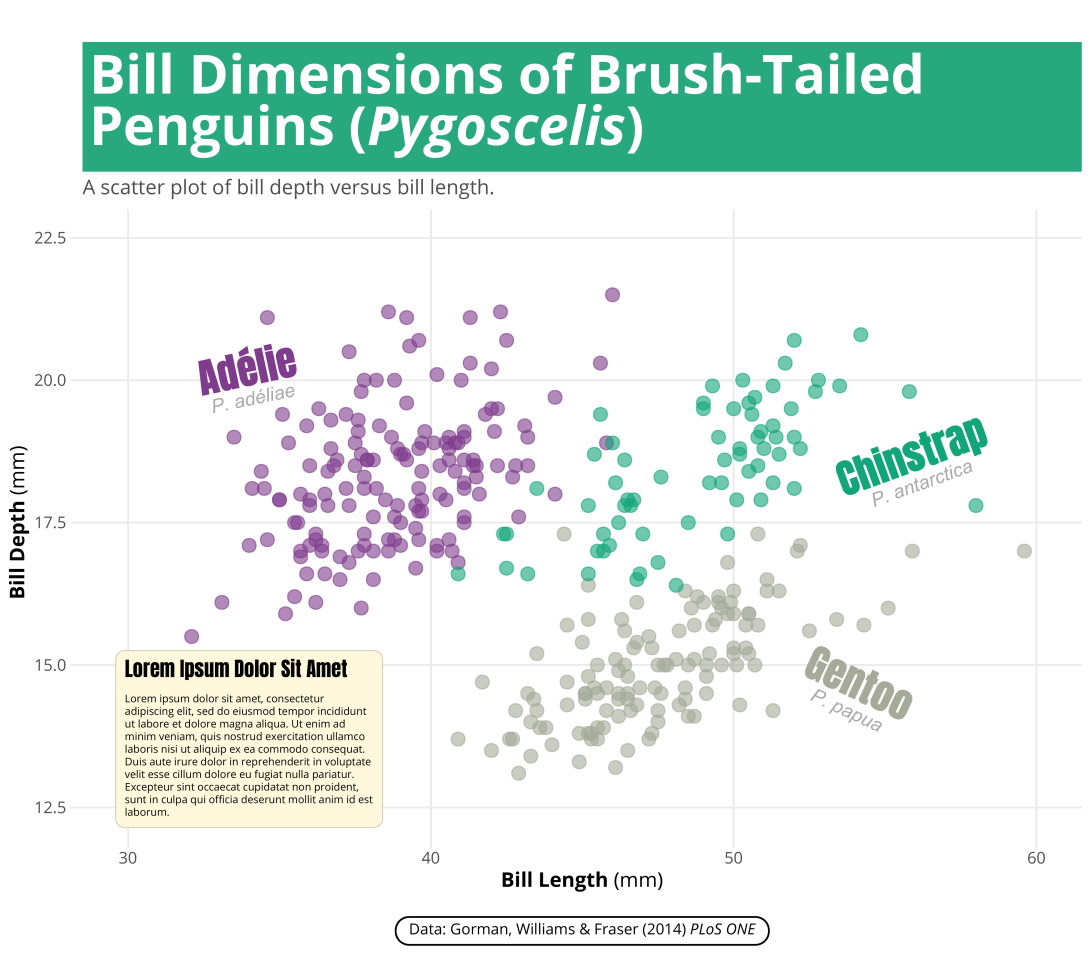 Bill Dimensions of Brush-Tailed
Penguins (Pygoscelis)
A scatter plot of bill depth versus bill length.
22.5
20.0
17.5
15.0
12.5
Bill Depth (mm)
Adélie
P. adéliae
Chinstrap
P. antarctica
Gentoo
P. papua
Lorem Ipsum Dolor Sit Amet
Lorem ipsum dolor sit amet, consectetur
adipiscing elit, sed do eiusmod tempor incididunt
ut labore et dolore magna aliqua. Ut enim ad
minim veniam, quis nostrud exercitation ullamco
laboris nisi ut aliquip ex ea commodo consequat.
Duis aute irure dolor in reprehenderit in voluptate
velit esse cillum dolore eu fugiat nulla pariatur.
Excepteur sint occaecat cupidatat non proident,
sunt in culpa qui officia deserunt mollit anim id est
laborum.
30 40 50 60
Bill Length (mm)
Data: Gorman, Williams & Fraser (2014) PLoS ONE